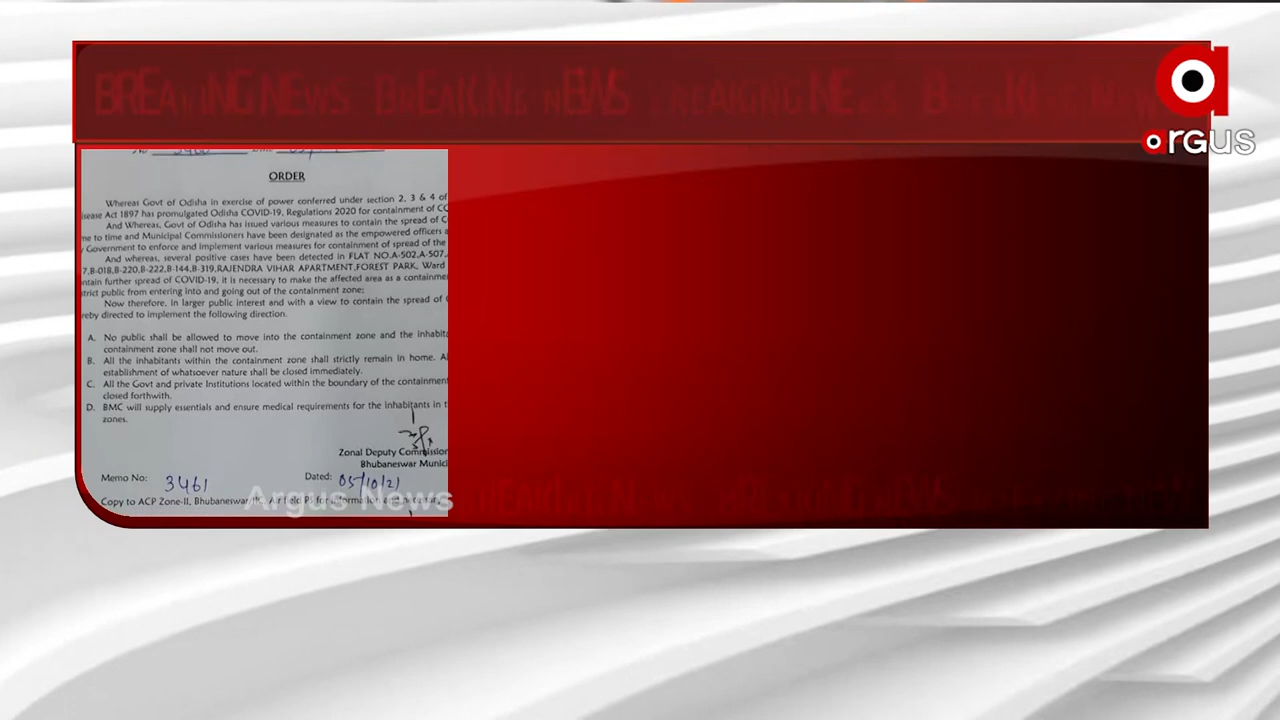 BREAKING NEWS BREAKING NEWS BREAKING NEWS
argus
ORDER
Whereas Govt of Odisha in exercise of power conferred under section 2, 3 & 4 of
isease Act 1897 has promulgated Odisha COVID-19, Regulations 2020 for containment of CO
And Whereas, Govt of Odisha has issued various measures to contain the spread of C
me to time and Municipal Commissioners have been designated as the empowered officers a
Government to enforce and implement various measures for containment of spread of the
And whereas, several positive cases have been detected in FLAT NO.A-502,A-507,
7,B-018,B-220,B-222,B-144,B-319,RAJENDRA VIHAR APARTMENT,FOREST PARK, Ward
ntain further spread of COVID-19, it is necessary to make the affected area as a containme
strict public from entering into and going out of the containment zone;
Now therefore, in larger public interest and with a view to contain the spread of
reby directed to implement the following direction.
A. No public shall be allowed to move into the containment zone and the inhabita
containment zone shall not move out.
B. All the inhabitants within the containment zone shall strictly remain in home. Al
establishment of whatsoever nature shall be closed immediately.
C. All the Govt and private Institutions located within the boundary of the containment
closed forthwith.
D. BMC will supply essentials and ensure medical requirements for the inhabitants in t
zones.
Zonal Deputy Commission
Bhubaneswar Munici
Memo No: 3461 Dated: 05/10/21
Copy to ACP Zone-II, Bhubaneswar/IIC, Air field PS for information and
Argus News